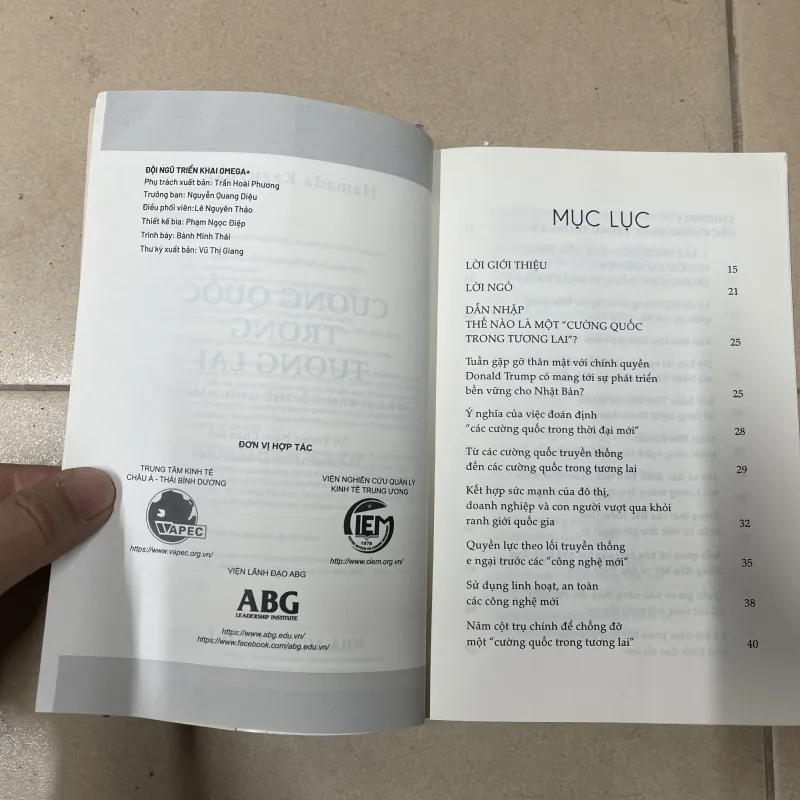 ĐỘI NGŨ TRIỂN KHAI OMEGA+
Phụ trách xuất bản: Trần Hoài Phương
Trưởng ban: Nguyễn Quang Diệu
Điều phối viên:Lê Nguyên Thảo
Thiết kế bìa: Phạm Ngọc Điệp
Trình bày: Bành Minh Thái
Thư ký xuất bản: Vũ Thị Giang
CƯỜNG QUỐC
TRONG
TƯƠNG LAI
ĐƠN VỊ HỢP TÁC
TRUNG TÂM KINH TẾ
CHÂU Á - THÁI BÌNH DƯƠNG
VAPEC
https://www.vapec.org.vn/
VIỆN NGHIÊN CỨU QUẢN LÝ
KINH TẾ TRUNG ƯƠNG
CIEM
1978
http://www.ciem.org.vn/
VIỆN LÃNH ĐẠO ABG
ABG
LEADERSHIP INSTITUTE
https://www.abg.edu.vn/
https://www.facebook.com/abg.edu.vn/
MỤC LỤC
LỜI GIỚI THIỆU 15
LỜI NGỎ 21
DẪN NHẬP
THẾ NÀO LÀ MỘT “CƯỜNG QUỐC
TRONG TƯƠNG LAI”? 25
Tuần gặp gỡ thân mật với chính quyền
Donald Trump có mang tới sự phát triển
bền vững cho Nhật Bản? 25
Ý nghĩa của việc đoán định
“các cường quốc trong thời đại mới” 28
Từ các cường quốc truyền thống
đến các cường quốc trong tương lai 29
Kết hợp sức mạnh của đô thị,
doanh nghiệp và con người vượt qua khỏi
ranh giới quốc gia 32
Quyền lực theo lối truyền thống
e ngại trước các “công nghệ mới” 35
Sử dụng linh hoạt, an toàn
các công nghệ mới 38
Năm cột trụ chính để chống đỡ
một “cường quốc trong tương lai” 40